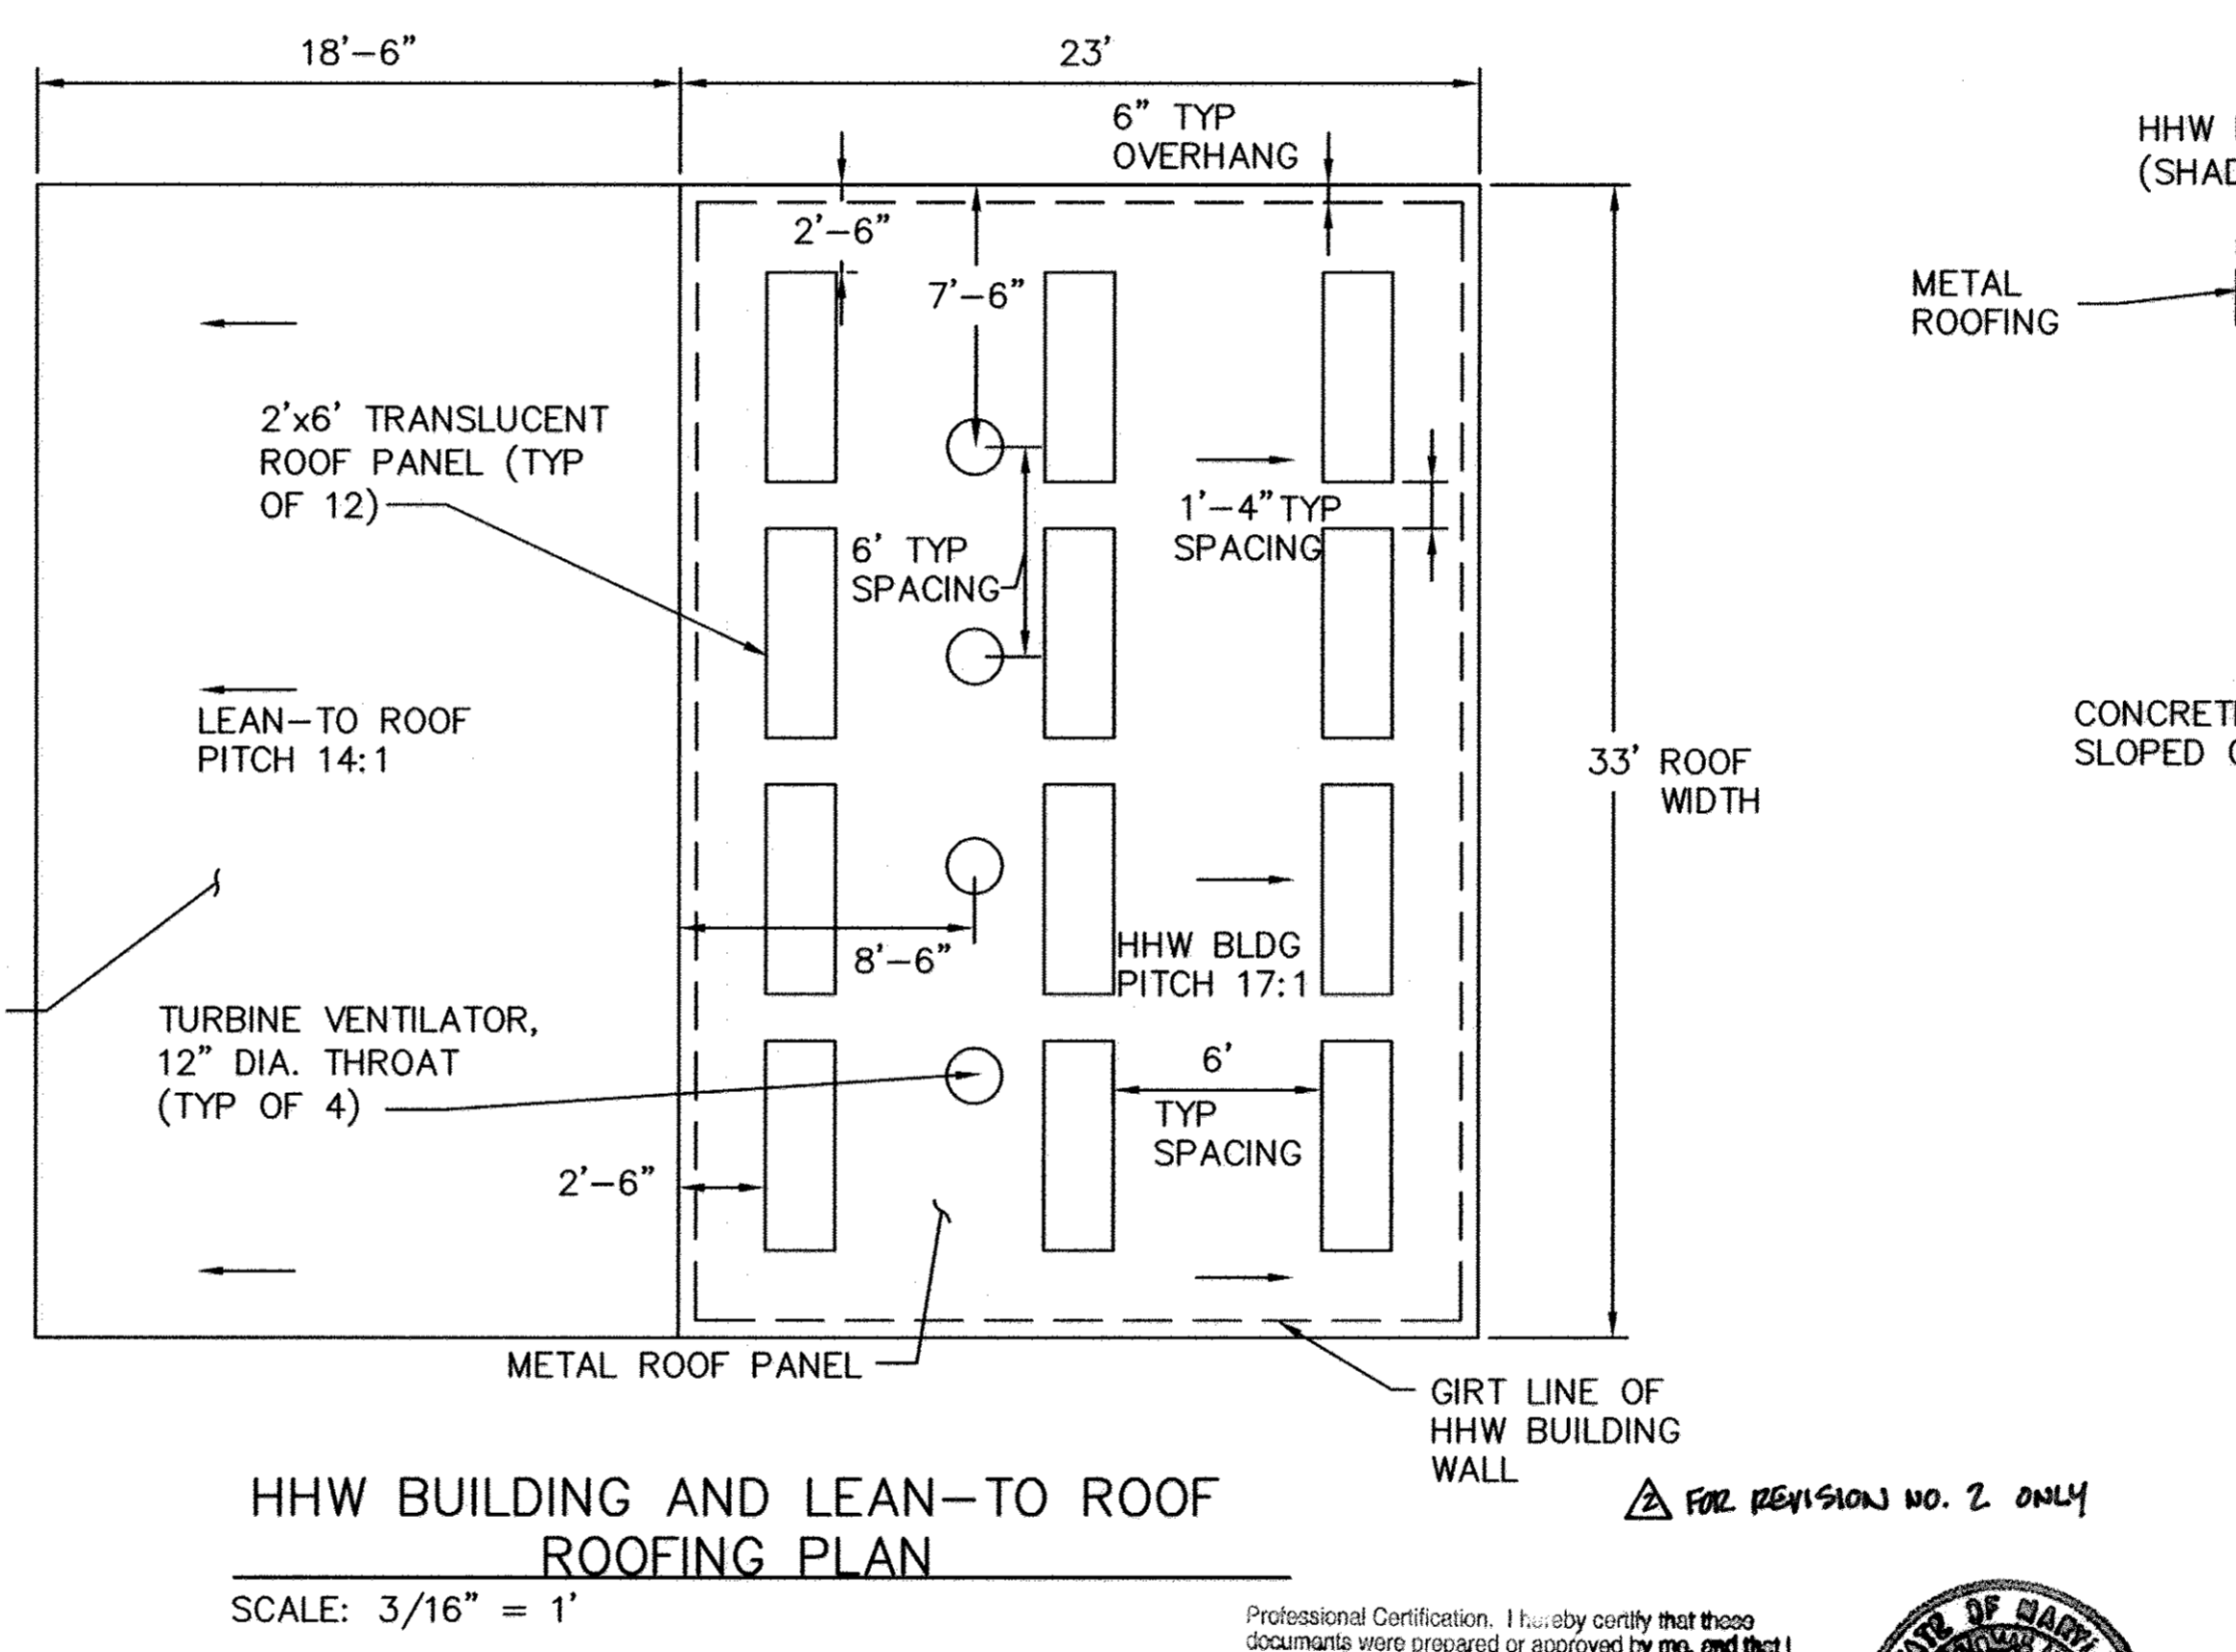 18'-6"
23'
6" TYP
OVERHANG
HHW
(SHAD
2'-6"
7'-6"
METAL
ROOFING
2'x6' TRANSLUCENT
ROOF PANEL (TYP
OF 12)
1'-4" TYP
SPACING
6' TYP
SPACING
LEAN-TO ROOF
PITCH 14:1
CONCRET
SLOPED
33' ROOF
WIDTH
8'-6"
HHW BLDG
PITCH 17:1
TURBINE VENTILATOR,
12" DIA. THROAT
(TYP OF 4)
6'
TYP
SPACING
2'-6"
METAL ROOF PANEL
GIRT LINE OF
HHW BUILDING
WALL
HHW BUILDING AND LEAN-TO ROOF
ROOFING PLAN
SCALE: 3/16" = 1'
2 FOR REVISION NO. 2 ONLY
Professional Certification. I hereby certify that these
documents were prepared or approved by me, and that I
OF MARY